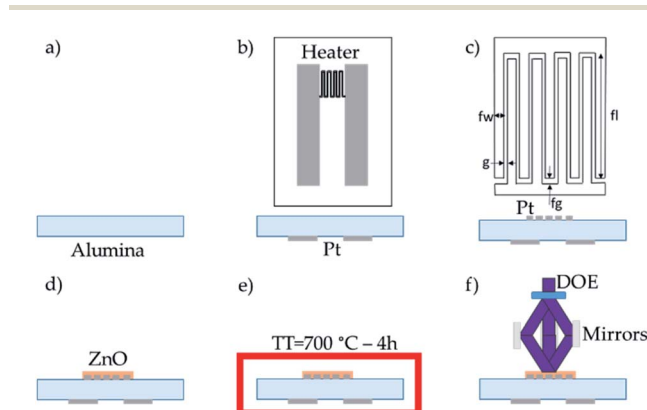 a)
b)
Heater
c)
fw
fl
g
fg
Alumina
Pt
Pt
d)
ZnO
e)
TT=700 °C – 4h
f)
DOE
Mirrors